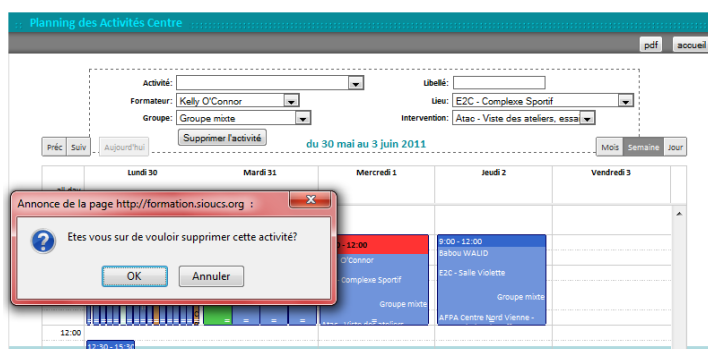 :: Planning des Activités Centre
pdf accueil
Activité: Libellé:
Formateur: Kelly O'Connor Lieu: E2C - Complexe Sportif
Groupe: Groupe mixte Intervention: Atac - Viste des ateliers, essa
Supprimer l'activité
Préc Suiv Aujourd'hui du 30 mai au 3 juin 2011 Mois Semaine Jour
Lundi 30 Mardi 31 Mercredi 1 Jeudi 2 Vendredi 3
Annonce de la page http://formation.sioucs.org :
Etes vous sur de vouloir supprimer cette activité?
OK Annuler
- 12:00 9:00 - 12:00
O'Connor Babou WALID
Complexe Sportif E2C - Salle Violette
Groupe mixte Groupe mixte
AFPA Centre Nord Vienne -
12:00
12:30 - 15:30